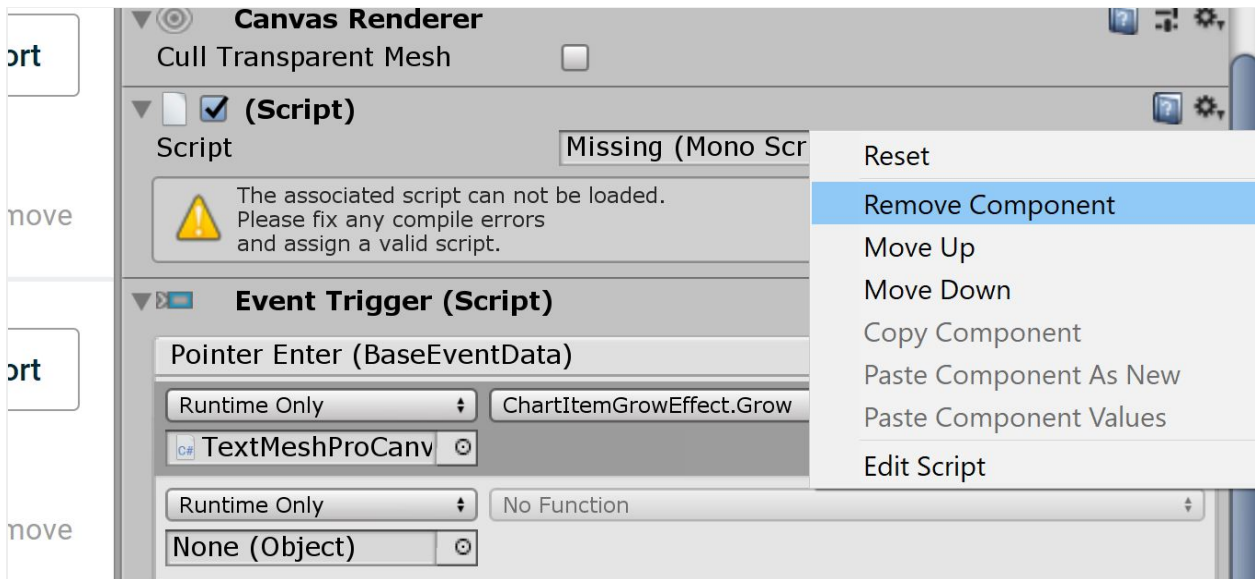 Canvas Renderer
ort
Cull Transparent Mesh
(Script)
Script
Missing (Mono Scr
Reset
The associated script can not be loaded.
Please fix any compile errors
and assign a valid script.
move
Remove Component
Move Up
Move Down
Copy Component
Paste Component As New
Paste Component Values
Edit Script
Event Trigger (Script)
Pointer Enter (BaseEventData)
ort
Runtime Only
ChartItemGrowEffect.Grow
C#
TextMeshProCanv
Runtime Only
No Function
move
None (Object)